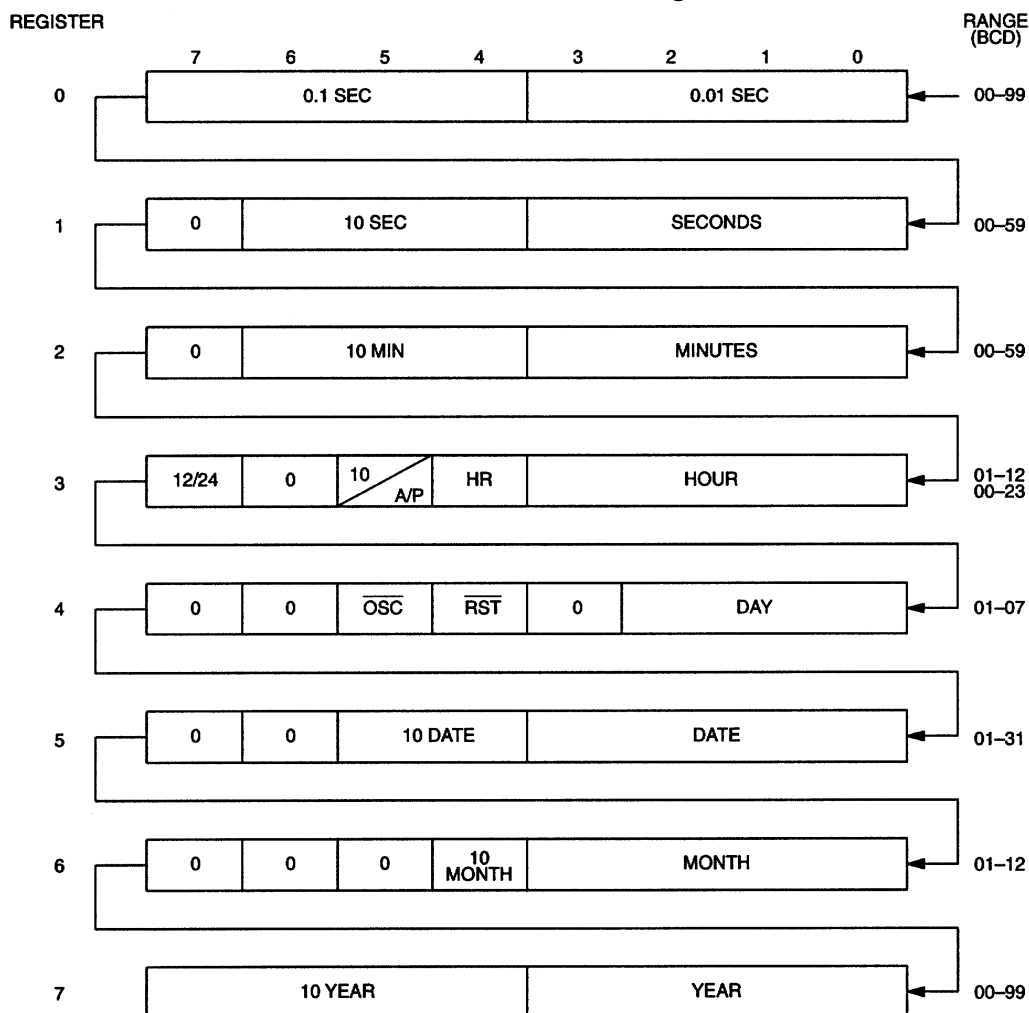 REGISTER
RANGE
(BCD)
7 6 5 4 3 2 1 0
0 0.1 SEC 0.01 SEC 00–99
1 0 10 SEC SECONDS 00–59
2 0 10 MIN MINUTES 00–59
3 12/24 0 10 A/P HR HOUR 01–12
00–23
4 0 0 OSC RST 0 DAY 01–07
5 0 0 10 DATE DATE 01–31
6 0 0 0 10 MONTH MONTH 01–12
7 10 YEAR YEAR 00–99